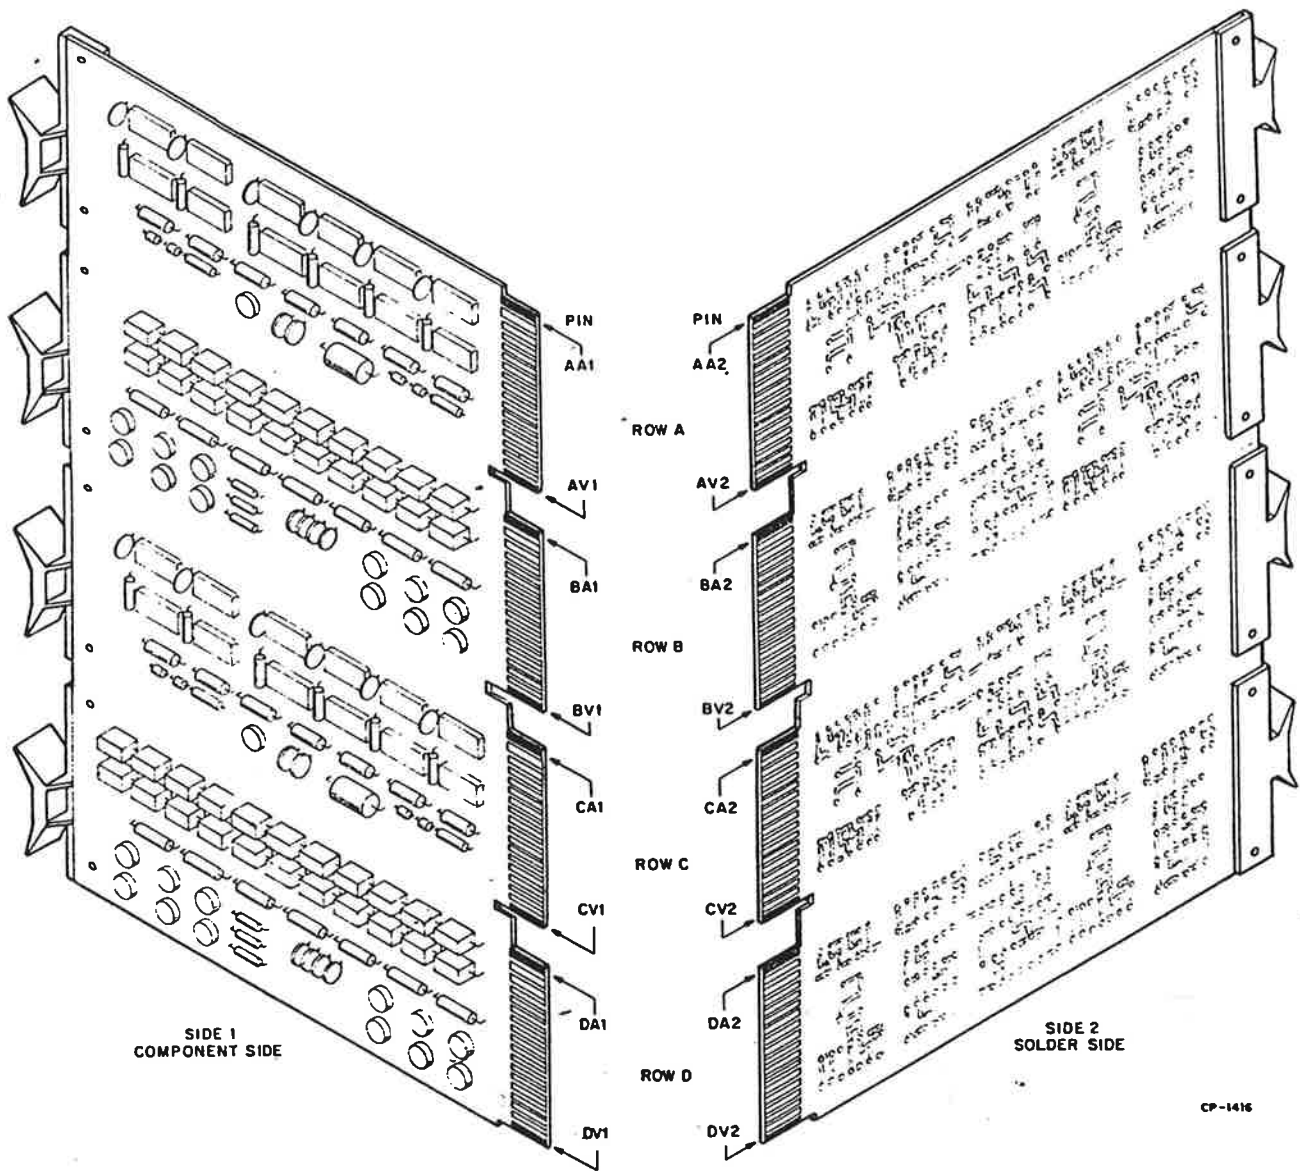 PIN
PIN
AA1
AA2
ROW A
AV1
AV2
BA1
BA2
ROW B
BV1
BV2
CA1
CA2
ROW C
CV1
CV2
DA1
DA2
SIDE 1
COMPONENT SIDE
SIDE 2
SOLDER SIDE
ROW D
CP-1416
DV1
DV2